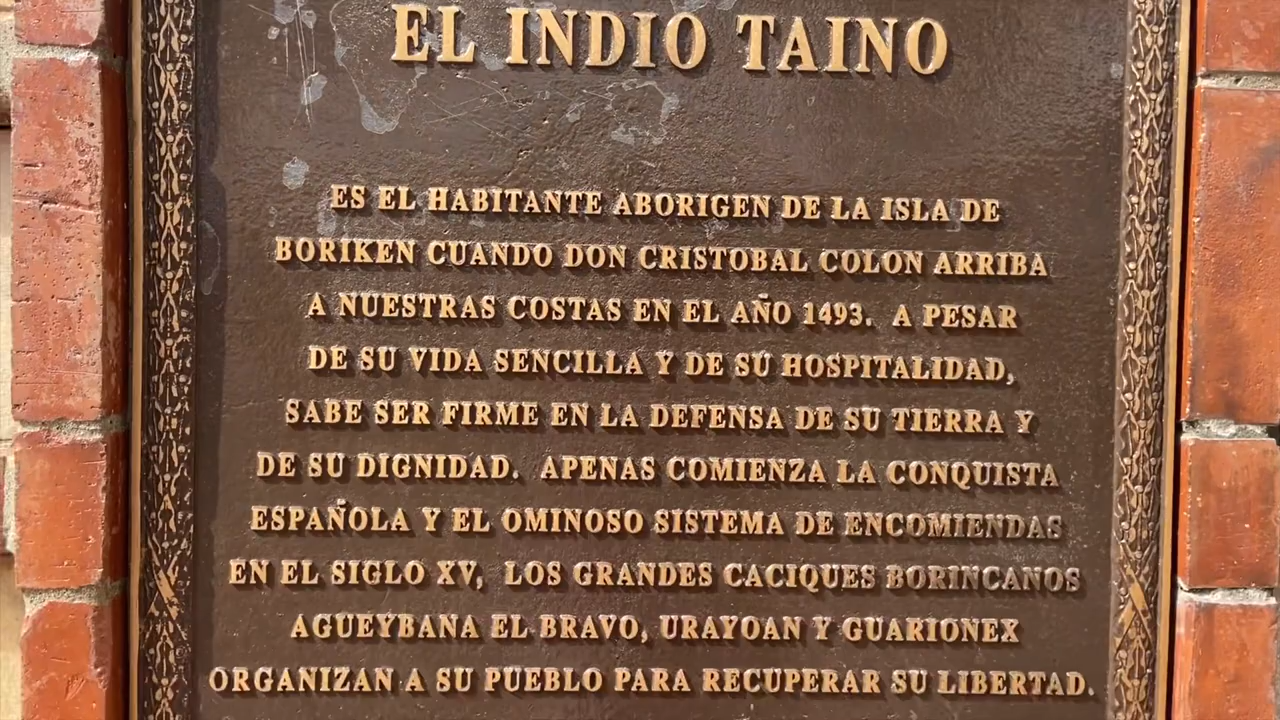 EL INDIO TAINO
ES EL HABITANTE ABORIGEN DE LA ISLA DE
BORIKEN CUANDO DON CRISTOBAL COLON ARRIBA
A NUESTRAS COSTAS EN EL AÑO 1493. A PESAR
DE SU VIDA SENCILLA Y DE SU HOSPITALIDAD,
SABE SER FIRME EN LA DEFENSA DE SU TIERRA Y
DE SU DIGNIDAD. APENAS COMIENZA LA CONQUISTA
ESPAÑOLA Y EL OMINOSO SISTEMA DE ENCOMIENDAS
EN EL SIGLO XV, LOS GRANDES CACIQUES BORINCANOS
AGUEYBANA EL BRAVO, URAYOAN Y GUARIONEX
ORGANIZAN A SU PUEBLO PARA RECUPERAR SU LIBERTAD.